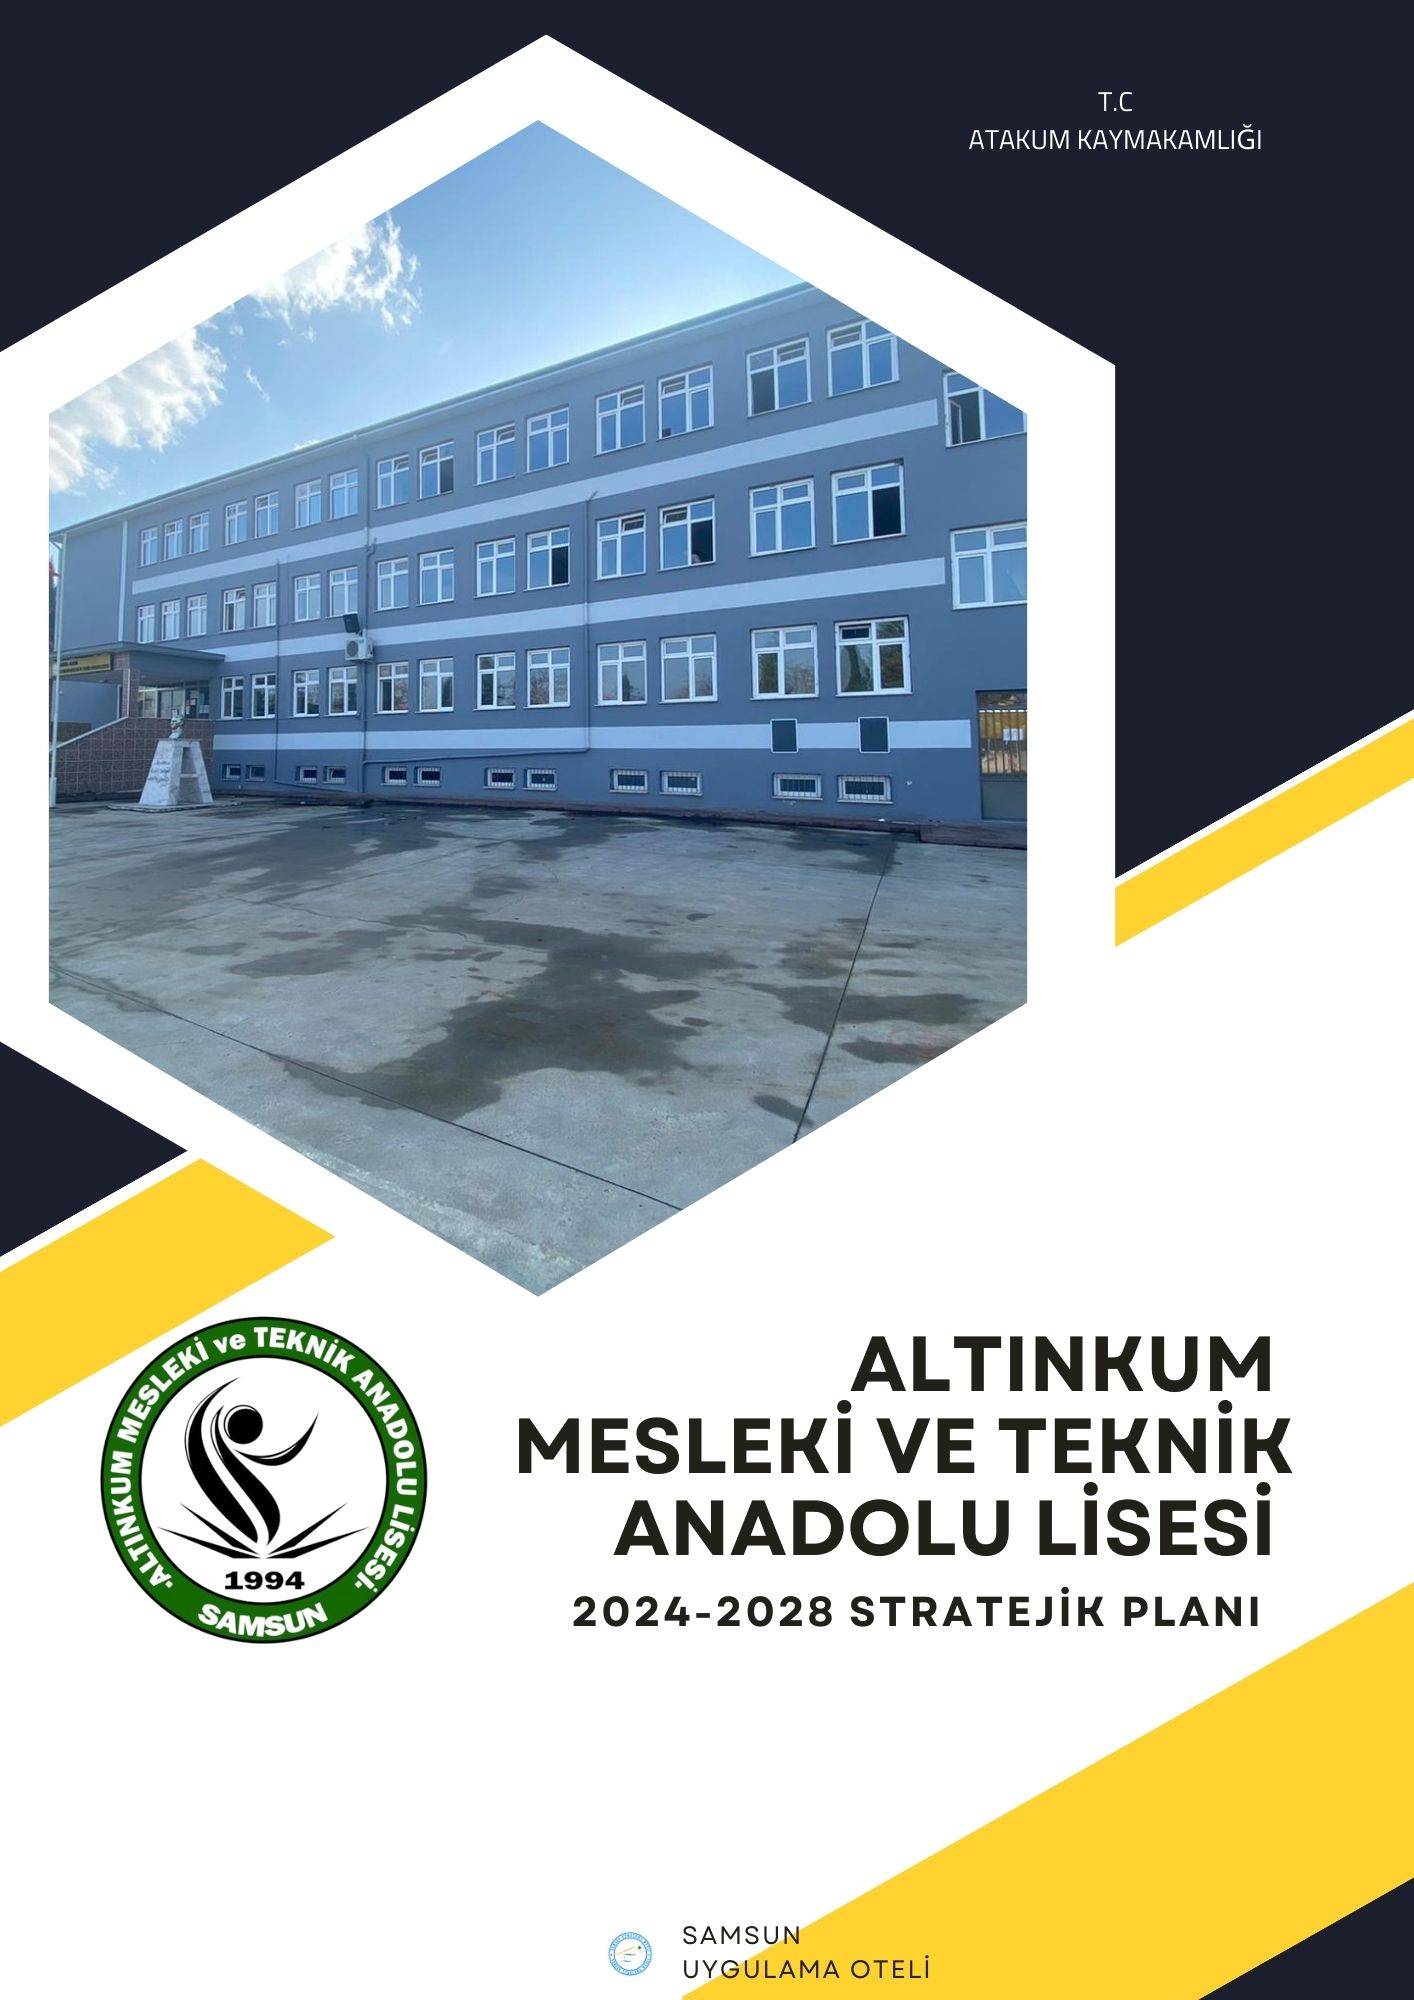 T.C
ATAKUM KAYMAKAMLIĞI
·ALTINKUM MESLEKİ ve TEKNİK ANADOLU LİSESİ·
1994
SAMSUN
ALTINKUM
MESLEKİ VE TEKNİK
ANADOLU LİSESİ
2024-2028 STRATEJİK PLANI
SAMSUN
UYGULAMA OTELİ